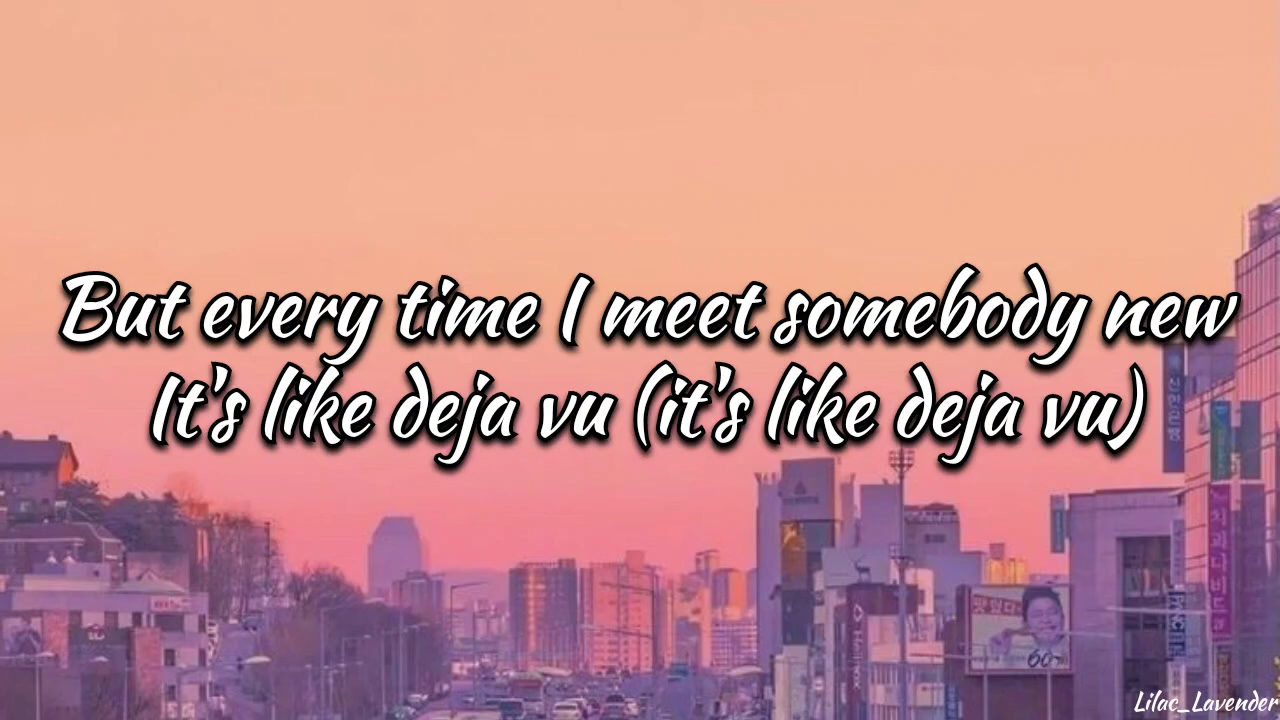 But every time I meet somebody new
It's like deja vu (it's like deja vu)
Lilac_Lavender